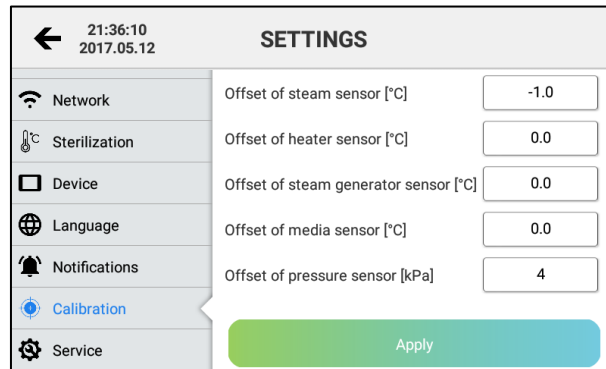 21:36:10
2017.05.12
SETTINGS
Network
°C Sterilization
Device
Language
Notifications
Calibration
Service
Offset of steam sensor [°C] -1.0
Offset of heater sensor [°C] 0.0
Offset of steam generator sensor [°C] 0.0
Offset of media sensor [°C] 0.0
Offset of pressure sensor [kPa] 4
Apply